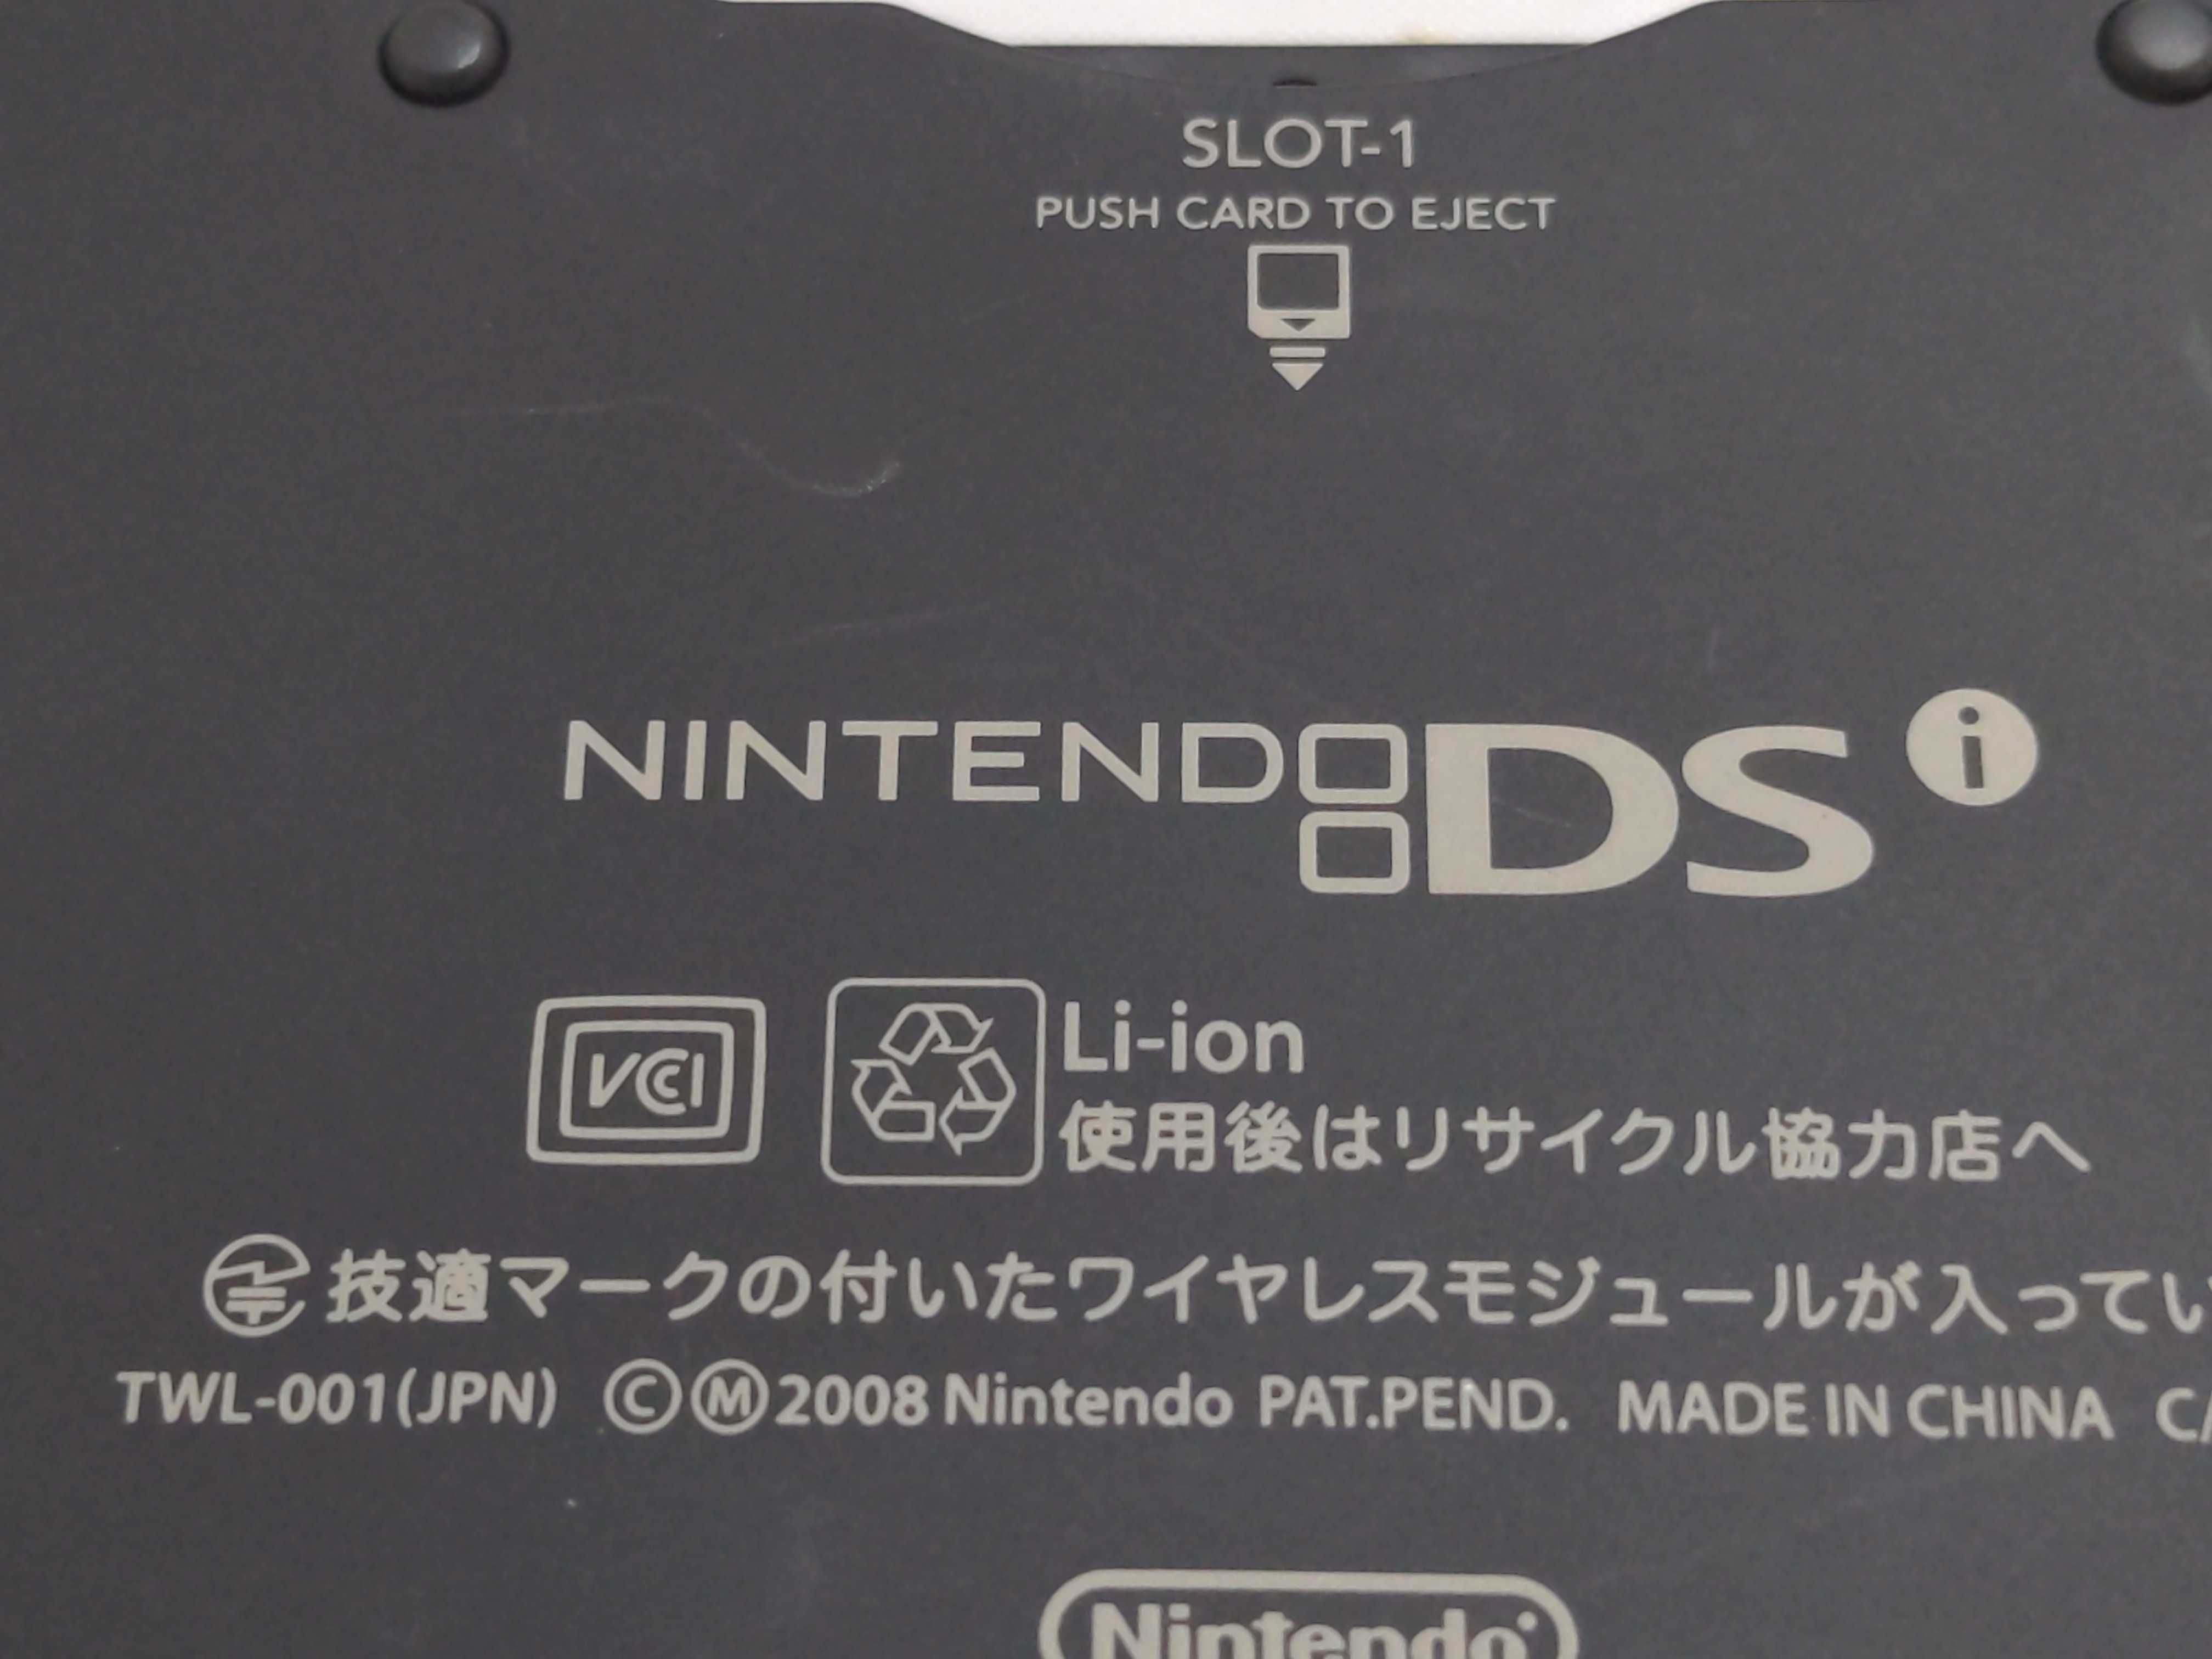 SLOT-1
PUSH CARD TO EJECT
NINTENDO DS i
VCCI
Li-ion
使用後はリサイクル協力店へ
技適マークの付いたワイヤレスモジュールが入ってい
TWL-001(JPN) ©Ⓜ2008 Nintendo PAT.PEND. MADE IN CHINA C/
Nintendo